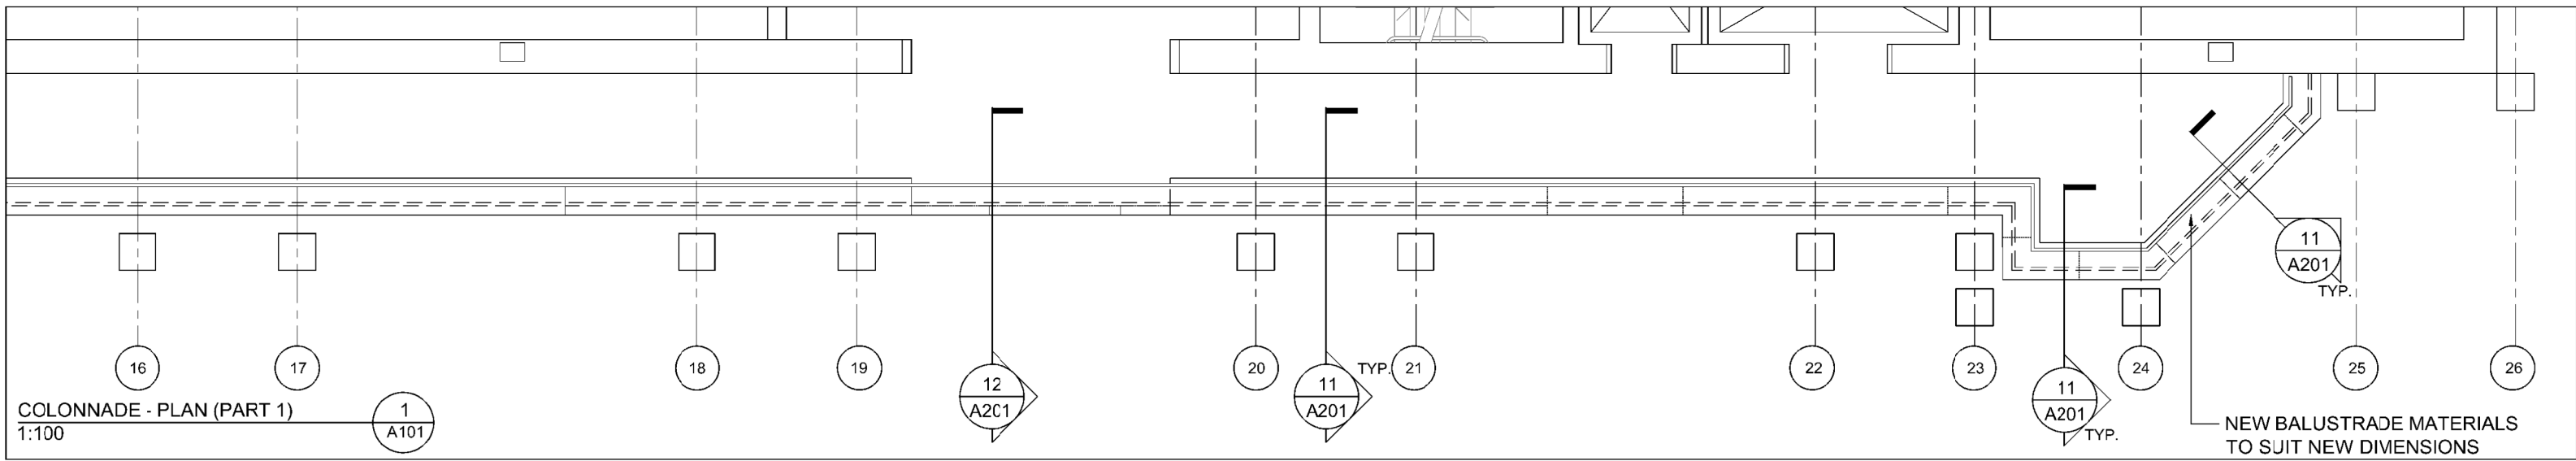 11
A201
TYP.
16
17
18
19
20
TYP.
21
22
23
24
25
26
12
A201
11
A201
11
A201
TYP.
COLONNADE - PLAN (PART 1)
1:100
1
A101
NEW BALUSTRADE MATERIALS
TO SUIT NEW DIMENSIONS